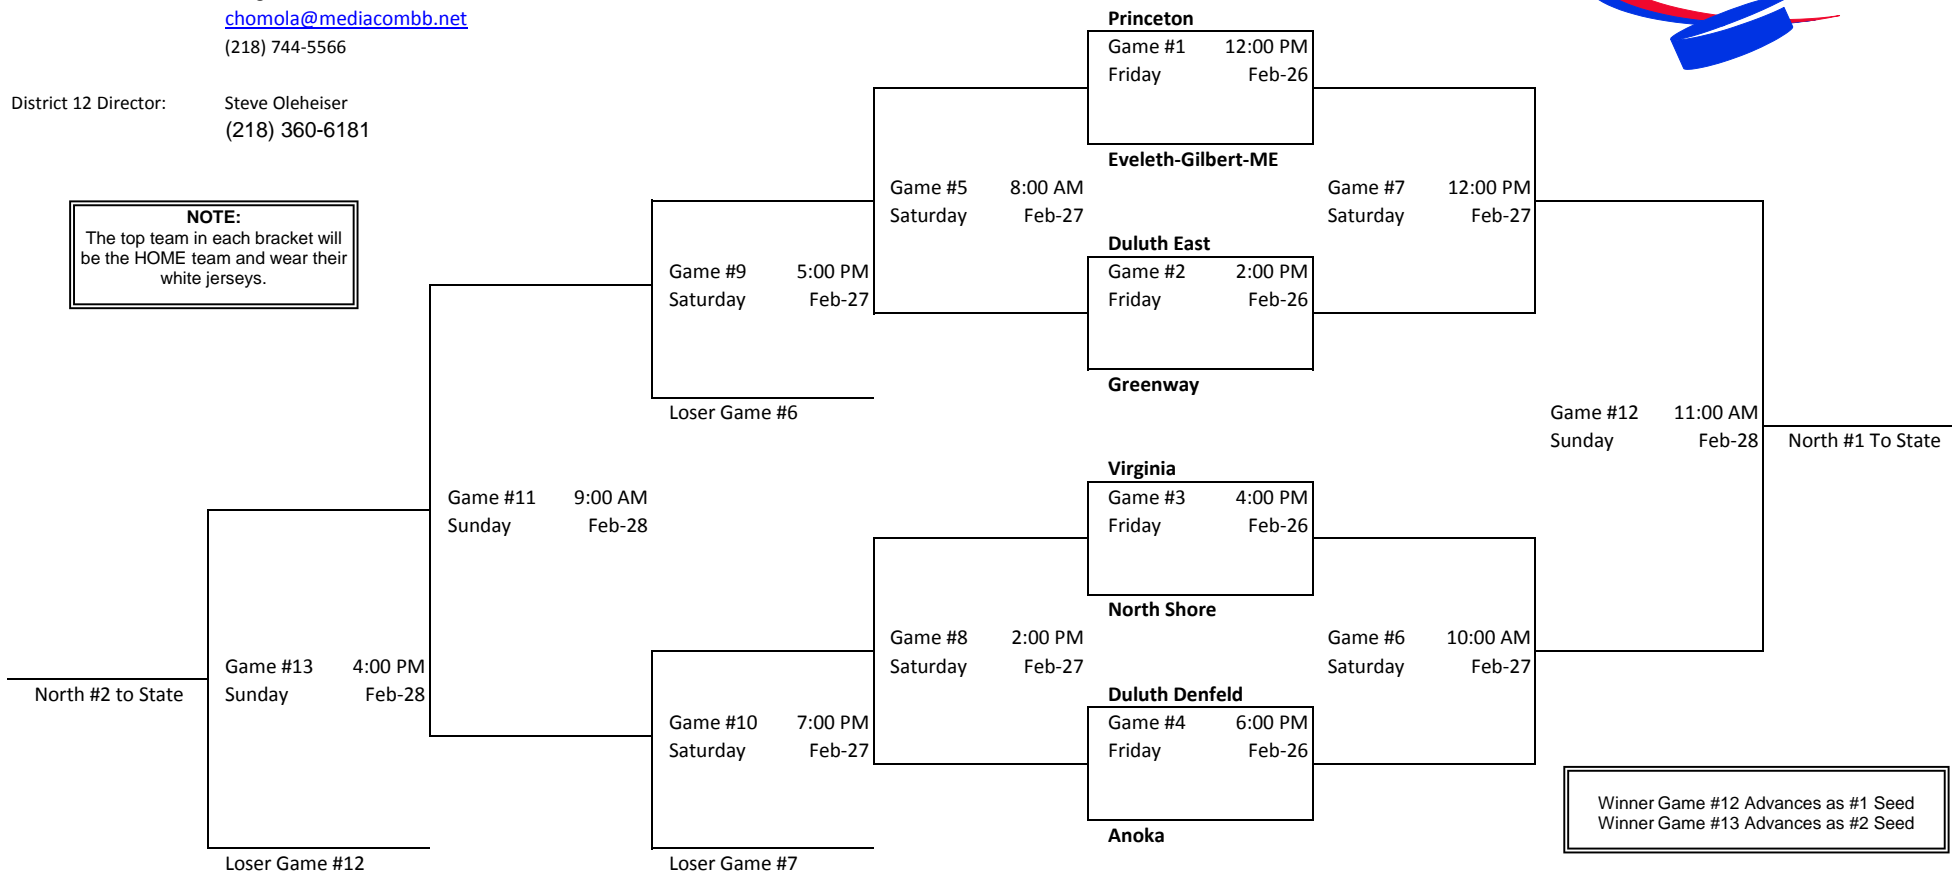 chomola@mediacombb.net
(218) 744-5566
District 12 Director: Steve Oleheiser
(218) 360-6181
NOTE:
The top team in each bracket will
be the HOME team and wear their
white jerseys.
Princeton
Game #1 12:00 PM
Friday Feb-26
Eveleth-Gilbert-ME
Game #5 8:00 AM
Saturday Feb-27
Game #7 12:00 PM
Saturday Feb-27
Duluth East
Game #2 2:00 PM
Friday Feb-26
Greenway
Game #9 5:00 PM
Saturday Feb-27
Loser Game #6
Game #12 11:00 AM
Sunday Feb-28
North #1 To State
Virginia
Game #3 4:00 PM
Friday Feb-26
North Shore
Game #11 9:00 AM
Sunday Feb-28
Game #8 2:00 PM
Saturday Feb-27
Game #6 10:00 AM
Saturday Feb-27
Duluth Denfeld
Game #4 6:00 PM
Friday Feb-26
Anoka
Game #13 4:00 PM
Sunday Feb-28
North #2 to State
Game #10 7:00 PM
Saturday Feb-27
Loser Game #12
Loser Game #7
Winner Game #12 Advances as #1 Seed
Winner Game #13 Advances as #2 Seed